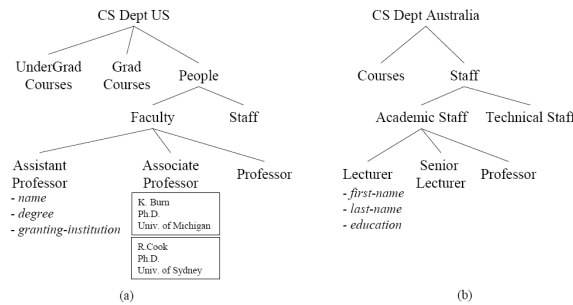 CS Dept US
UnderGrad
Courses
Grad
Courses
People
Faculty
Staff
Assistant
Professor
- name
- degree
- granting-institution
Associate
Professor
K. Burn
Ph.D.
Univ. of Michigan
R.Cook
Ph.D.
Univ. of Sydney
Professor
(a)
CS Dept Australia
Courses
Staff
Academic Staff
Technical Staff
Lecturer
- first-name
- last-name
- education
Senior
Lecturer
Professor
(b)